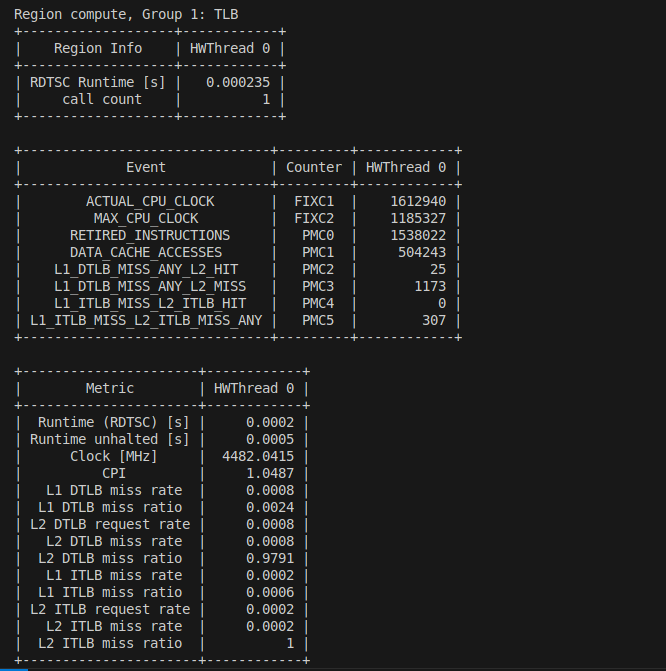 Region compute, Group 1: TLB
+-------------------+------------+
|    Region Info    | HWThread 0 |
+-------------------+------------+
| RDTSC Runtime [s] |   0.000235 |
|     call count    |          1 |
+-------------------+------------+
+-------------------------------+---------+------------+
|             Event             | Counter | HWThread 0 |
+-------------------------------+---------+------------+
|        ACTUAL_CPU_CLOCK       |  FIXC1  |    1612940 |
|         MAX_CPU_CLOCK         |  FIXC2  |    1185327 |
|      RETIRED_INSTRUCTIONS     |   PMC0  |    1538022 |
|      DATA_CACHE_ACCESSES      |   PMC1  |     504243 |
|    L1_DTLB_MISS_ANY_L2_HIT    |   PMC2  |         25 |
|    L1_DTLB_MISS_ANY_L2_MISS   |   PMC3  |       1173 |
|    L1_ITLB_MISS_L2_ITLB_HIT   |   PMC4  |          0 |
| L1_ITLB_MISS_L2_ITLB_MISS_ANY |   PMC5  |        307 |
+-------------------------------+---------+------------+
+----------------------+------------+
|        Metric        | HWThread 0 |
+----------------------+------------+
|  Runtime (RDTSC) [s] |     0.0002 |
| Runtime unhalted [s] |     0.0005 |
|      Clock [MHz]     |  4482.0415 |
|          CPI         |     1.0487 |
|   L1 DTLB miss rate  |     0.0008 |
|  L1 DTLB miss ratio  |     0.0024 |
| L2 DTLB request rate |     0.0008 |
|   L2 DTLB miss rate  |     0.0008 |
|  L2 DTLB miss ratio  |     0.9791 |
|   L1 ITLB miss rate  |     0.0002 |
|  L1 ITLB miss ratio  |     0.0006 |
| L2 ITLB request rate |     0.0002 |
|   L2 ITLB miss rate  |     0.0002 |
|  L2 ITLB miss ratio  |          1 |
+----------------------+------------+